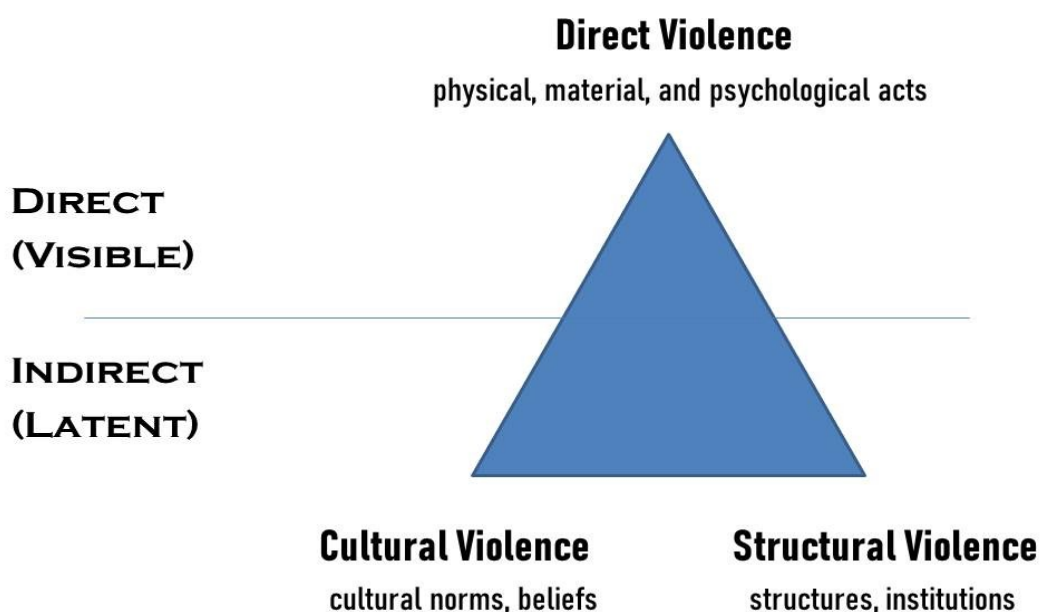 Direct Violence
physical, material, and psychological acts
DIRECT
(VISIBLE)
INDIRECT
(LATENT)
Cultural Violence
cultural norms, beliefs
Structural Violence
structures, institutions